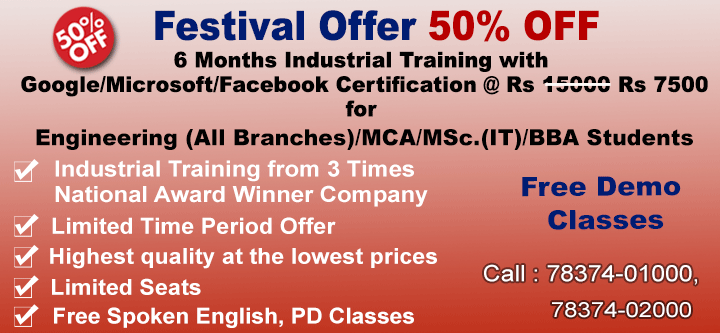 50%
OFF
Festival Offer 50% OFF
6 Months Industrial Training with
Google/Microsoft/Facebook Certification @ Rs 15000 Rs 7500
for
Engineering (All Branches)/MCA/MSc.(IT)/BBA Students
Industrial Training from 3 Times
National Award Winner Company
Limited Time Period Offer
Highest quality at the lowest prices
Limited Seats
Free Spoken English, PD Classes
Free Demo
Classes
Call : 78374-01000,
78374-02000